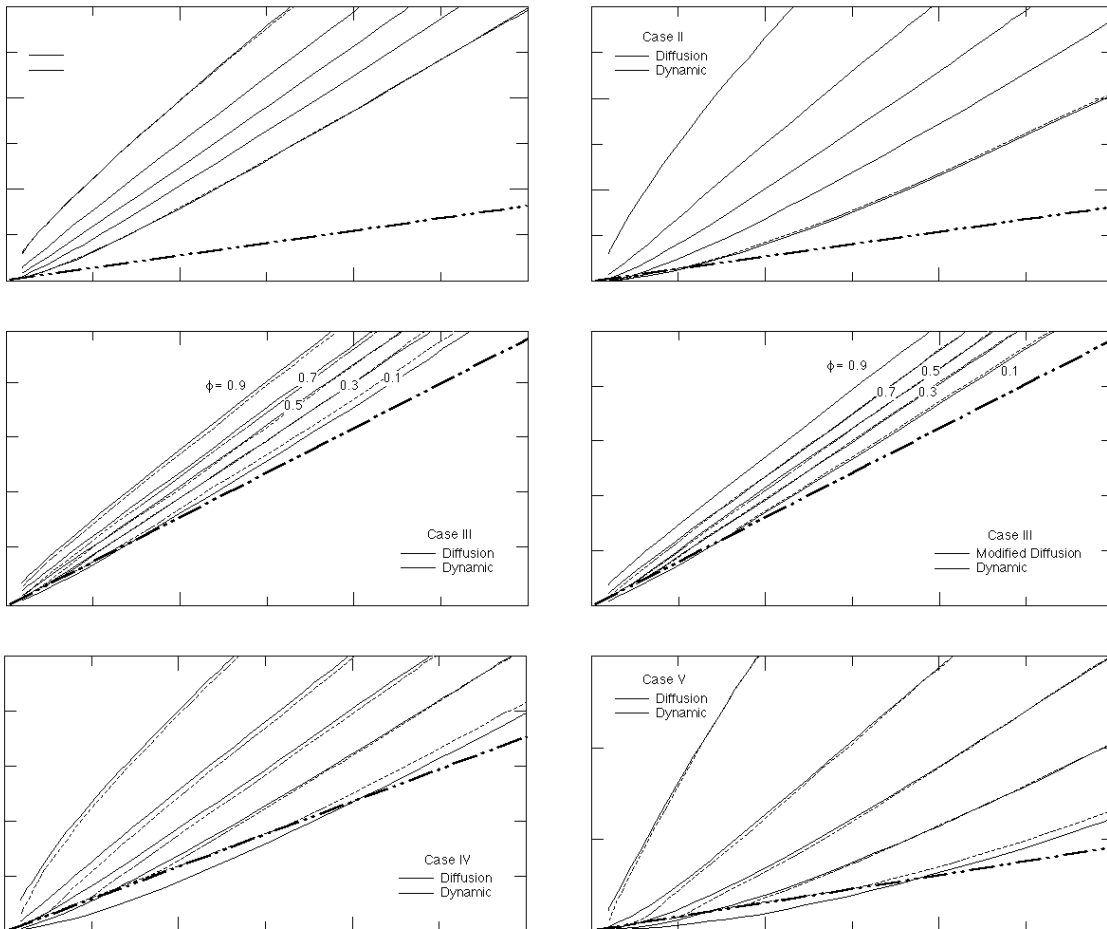 Case II
Diffusion
Dynamic
ϕ= 0.9
0.7
0.5
0.3
0.1
Case III
Diffusion
Dynamic
ϕ= 0.9
0.7
0.5
0.3
0.1
Case III
Modified Diffusion
Dynamic
Case IV
Diffusion
Dynamic
Case V
Diffusion
Dynamic